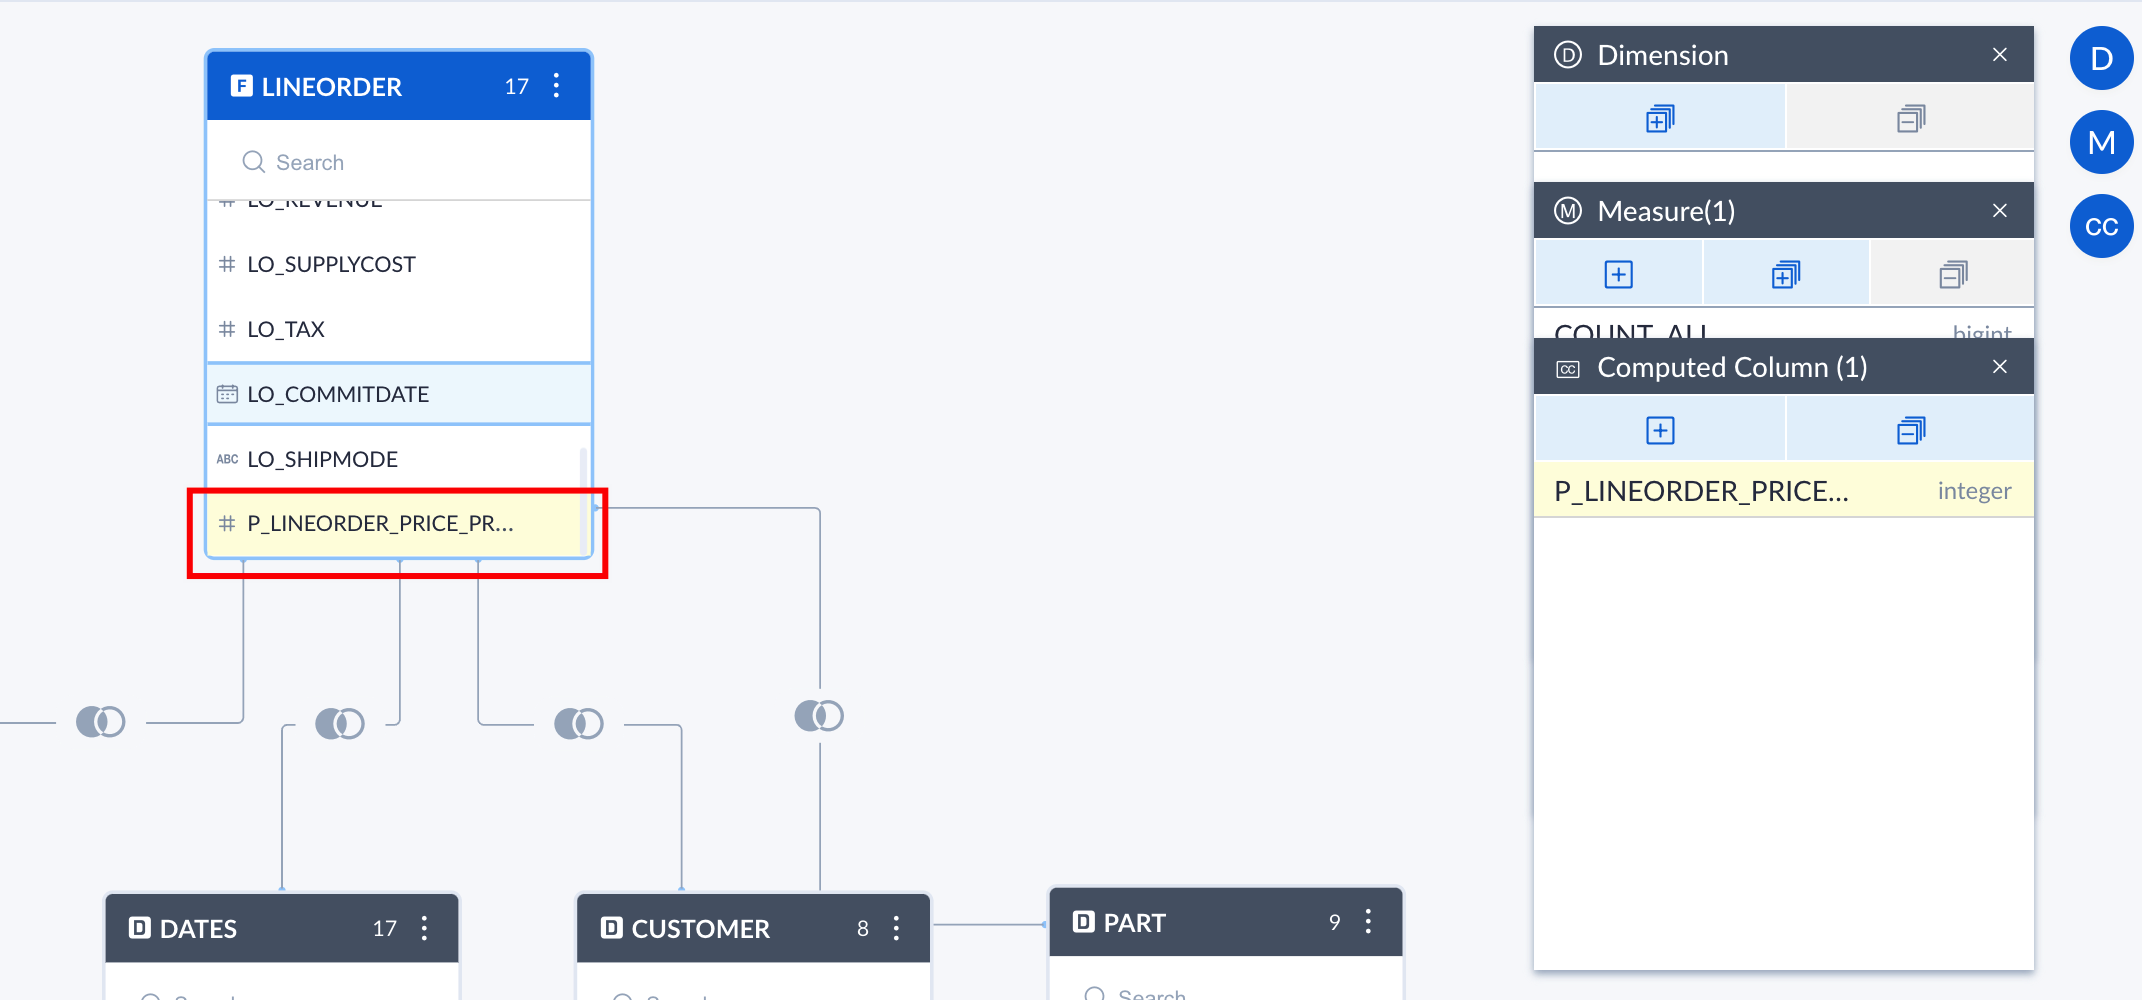 F LINEORDER 17
Search
LO_REVENUE
LO_SUPPLYCOST
LO_TAX
LO_COMMITDATE
ABC LO_SHIPMODE
P_LINEORDER_PRICE_PR...
D DATES 17
D CUSTOMER 8
D PART 9
Search
D Dimension
M Measure(1)
COUNT_ALL bigint
CC Computed Column (1)
P_LINEORDER_PRICE... integer
D
M
CC